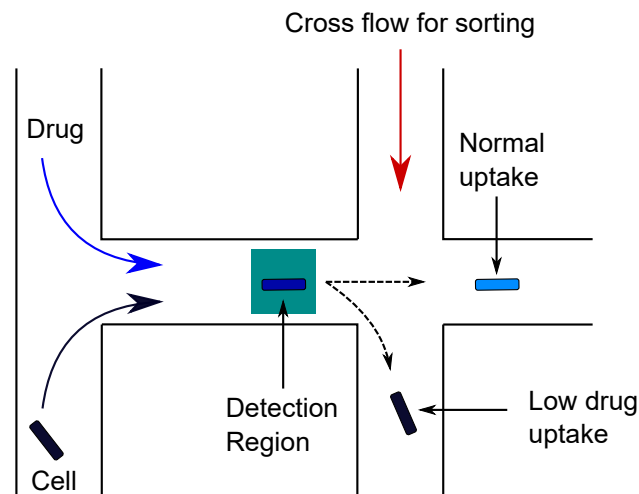 Cross flow for sorting
Drug
Normal
uptake
Detection
Region
Low drug
uptake
Cell